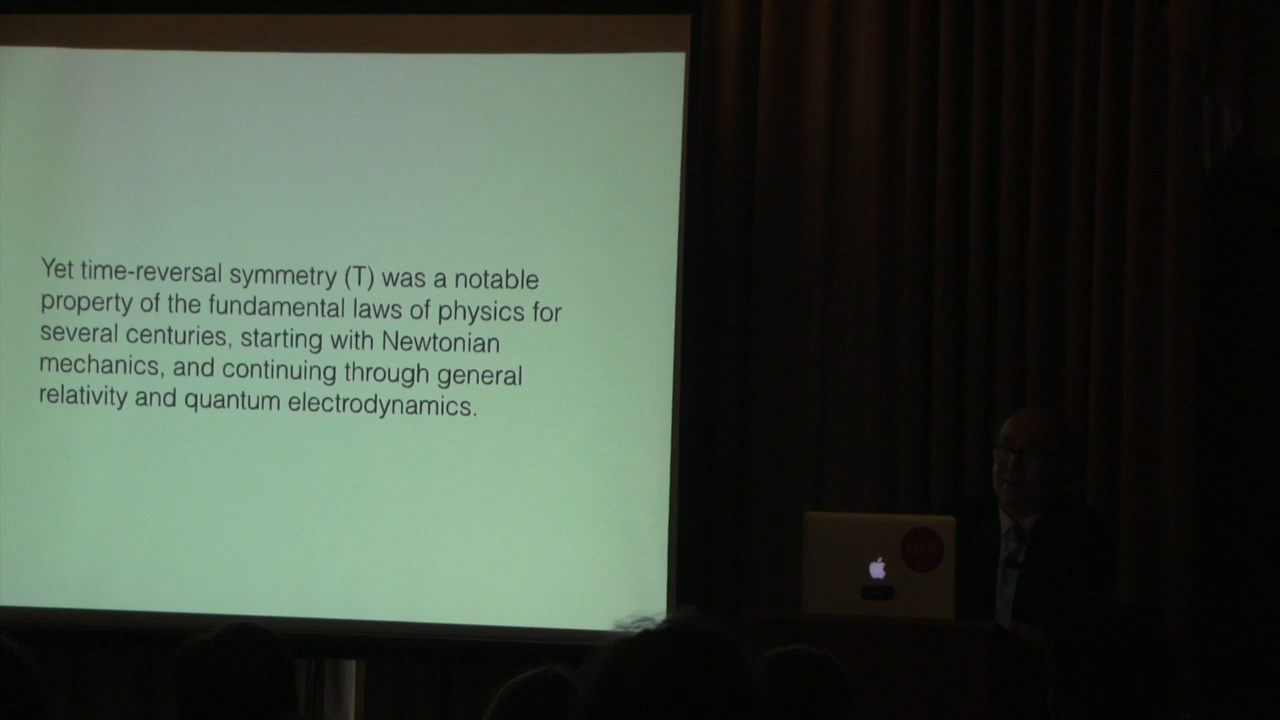 Yet time-reversal symmetry (T) was a notable
property of the fundamental laws of physics for
several centuries, starting with Newtonian
mechanics, and continuing through general
relativity and quantum electrodynamics.